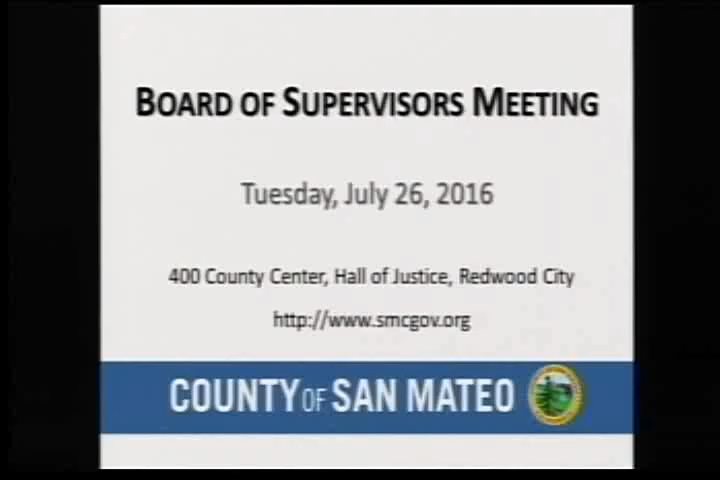 BOARD OF SUPERVISORS MEETING
Tuesday, July 26, 2016
400 County Center, Hall of Justice, Redwood City
http://www.smcgov.org
COUNTY OF SAN MATEO